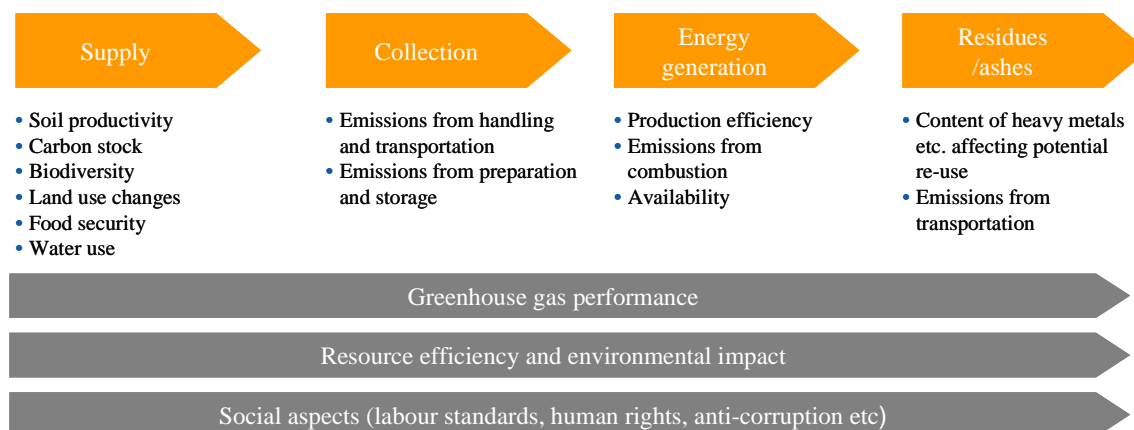 Supply
• Soil productivity
• Carbon stock
• Biodiversity
• Land use changes
• Food security
• Water use
Collection
• Emissions from handling
and transportation
• Emissions from preparation
and storage
Energy
generation
• Production efficiency
• Emissions from
combustion
• Availability
Residues
/ashes
• Content of heavy metals
etc. affecting potential
re-use
• Emissions from
transportation
Greenhouse gas performance
Resource efficiency and environmental impact
Social aspects (labour standards, human rights, anti-corruption etc)